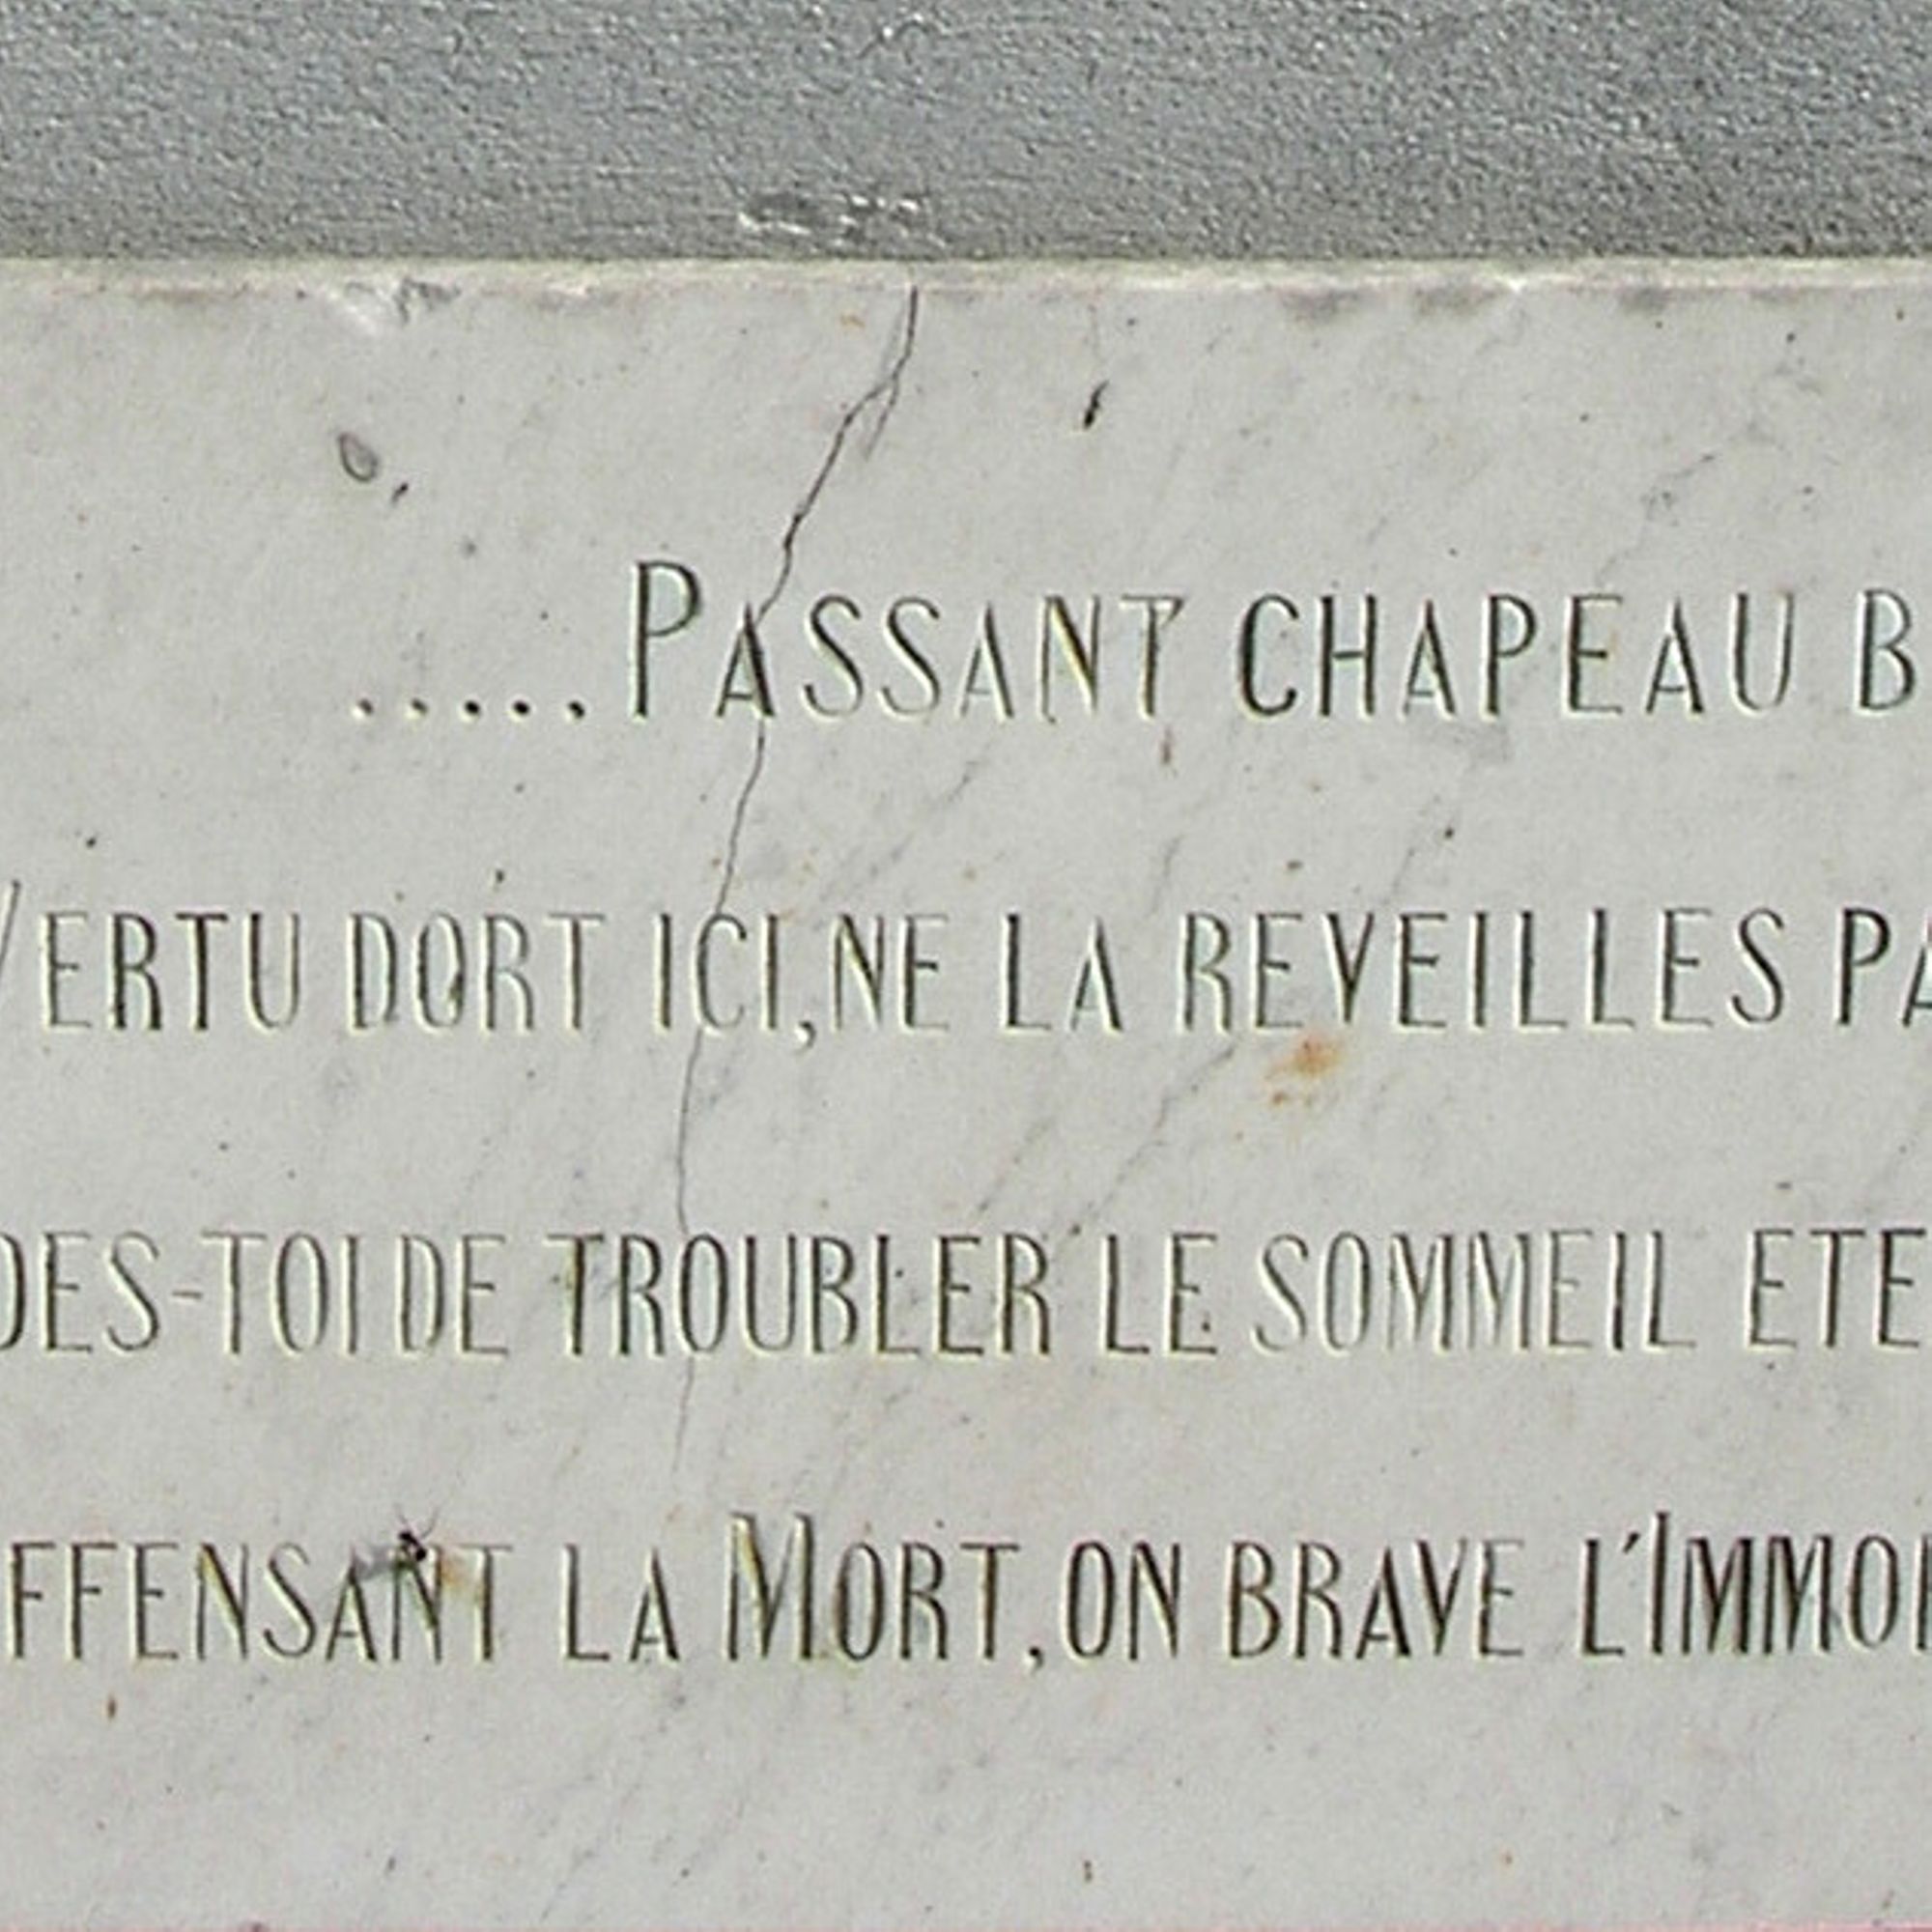 .....PASSANT CHAPEAU B
VERTU DORT ICI, NE LA REVEILLES PA
DES-TOI DE TROUBLER LE SOMMEIL ETE
FFENSANT LA MORT, ON BRAVE L'IMMO